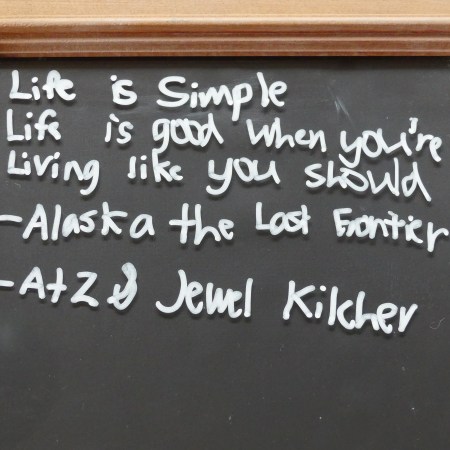 Life is Simple
Life is good when you're
Living like you should
-Alaska the Last Frontier
-Atz & Jewel Kilcher